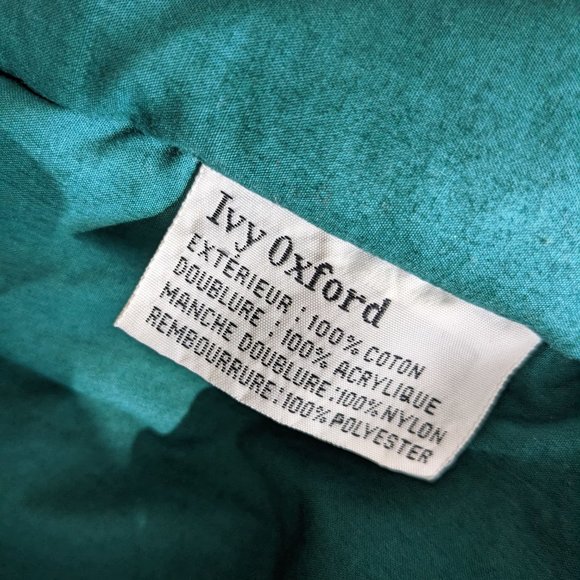 Ivy Oxford
EXTÉRIEUR : 100% COTON
DOUBLURE : 100% ACRYLIQUE
MANCHE DOUBLURE:100% NYLON
REMBOURRURE:100% POLYESTER